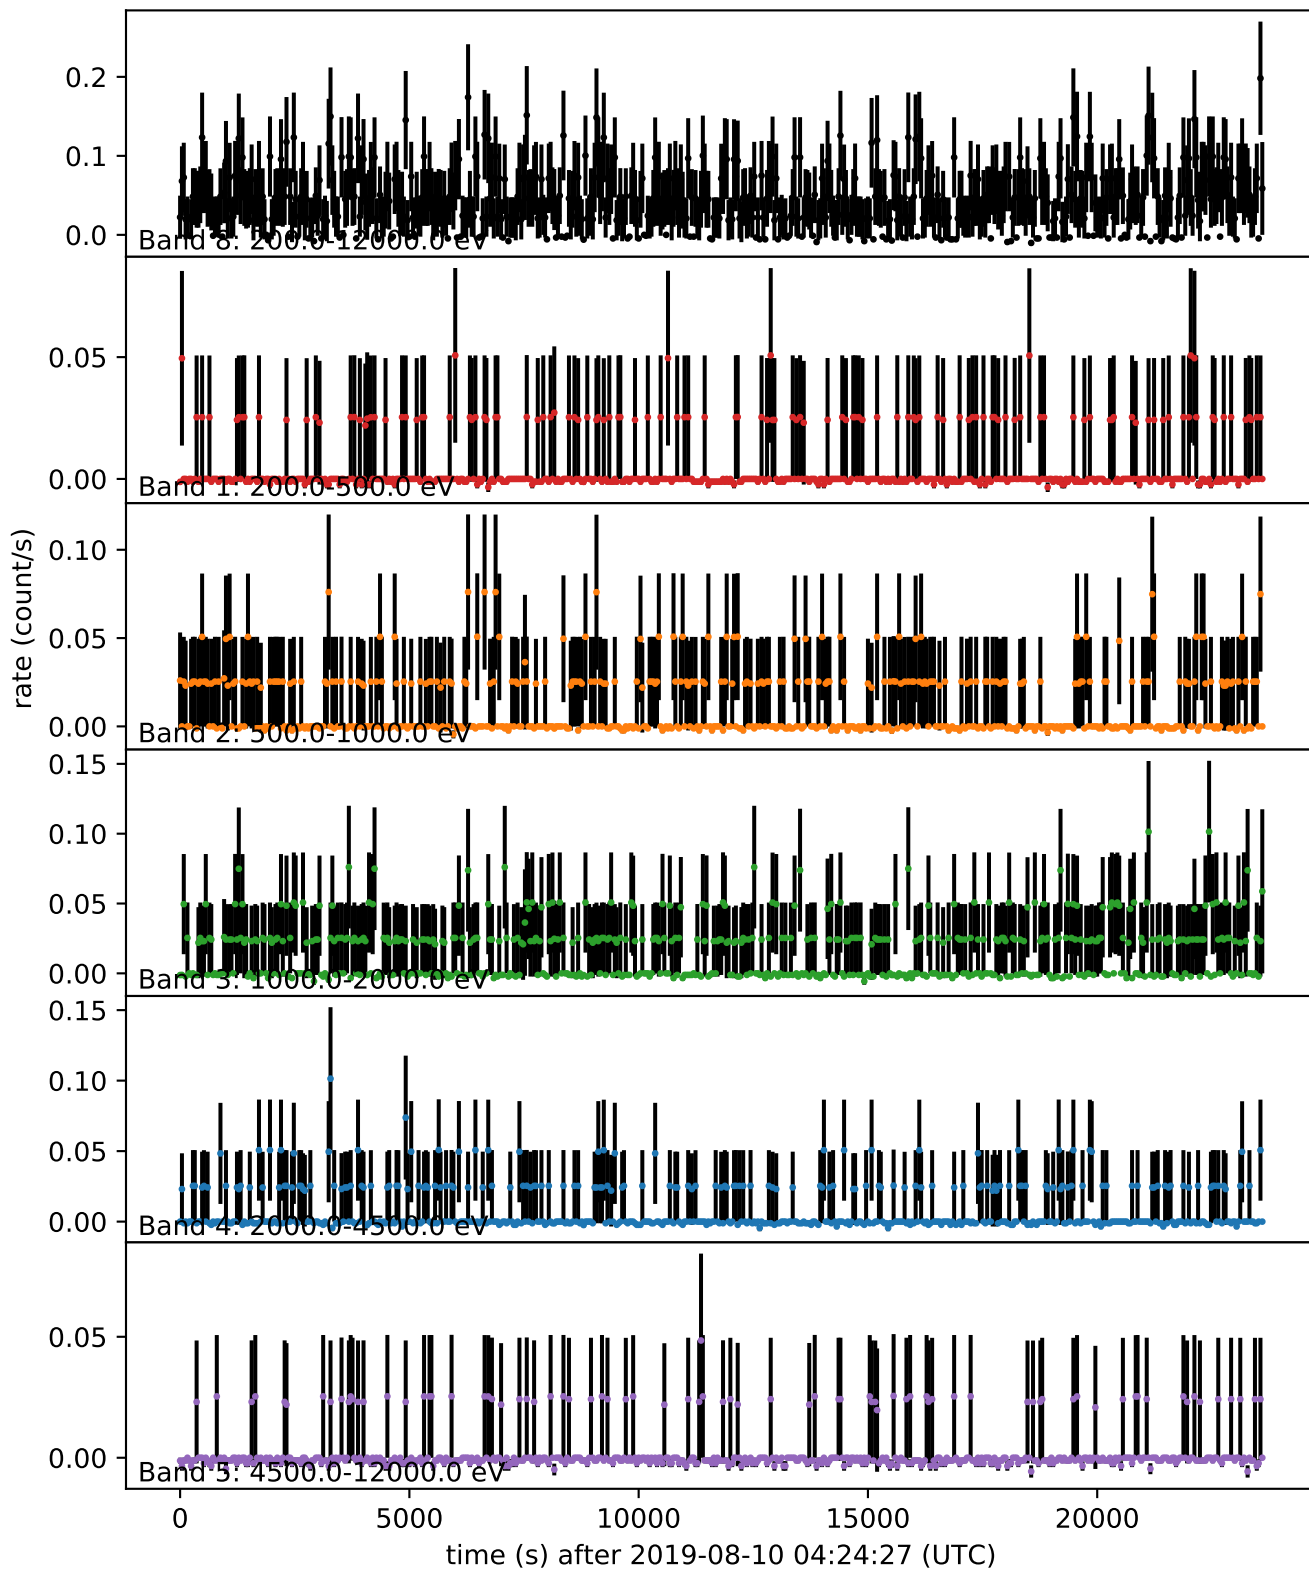 0.2
0.1
0.0
Band 8: 200.0-12000.0 eV
0.05
0.00
Band 1: 200.0-500.0 eV
0.10
0.05
0.00
Band 2: 500.0-1000.0 eV
rate (count/s)
0.15
0.10
0.05
0.00
Band 3: 1000.0-2000.0 eV
0.15
0.10
0.05
0.00
Band 4: 2000.0-4500.0 eV
0.05
0.00
Band 5: 4500.0-12000.0 eV
0 5000 10000 15000 20000
time (s) after 2019-08-10 04:24:27 (UTC)